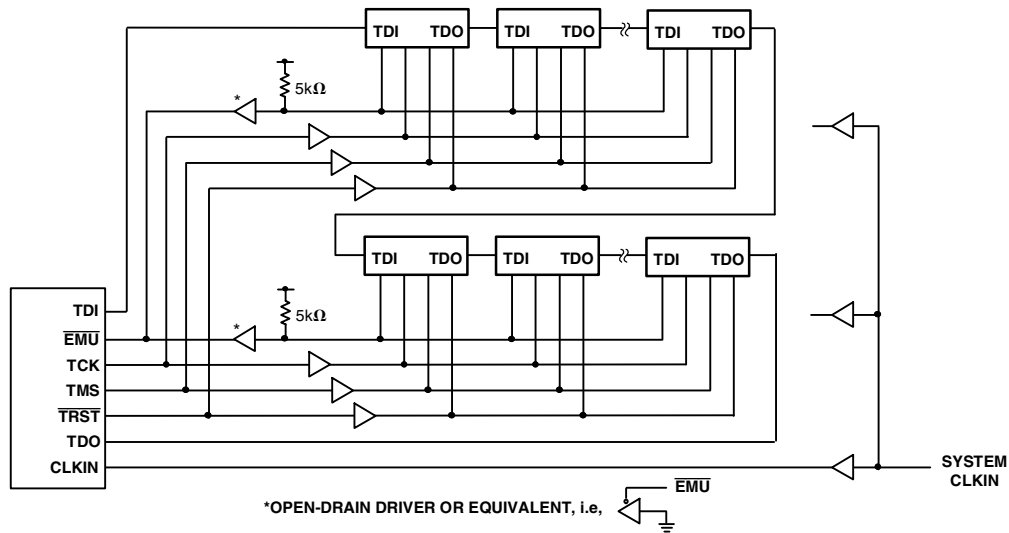 TDI TDO TDI TDO TDI TDO
*
5kΩ
TDI TDO TDI TDO TDI TDO
*
5kΩ
TDI
EMU
TCK
TMS
TRST
TDO
CLKIN
SYSTEM
CLKIN
*OPEN-DRAIN DRIVER OR EQUIVALENT, i.e,
EMU